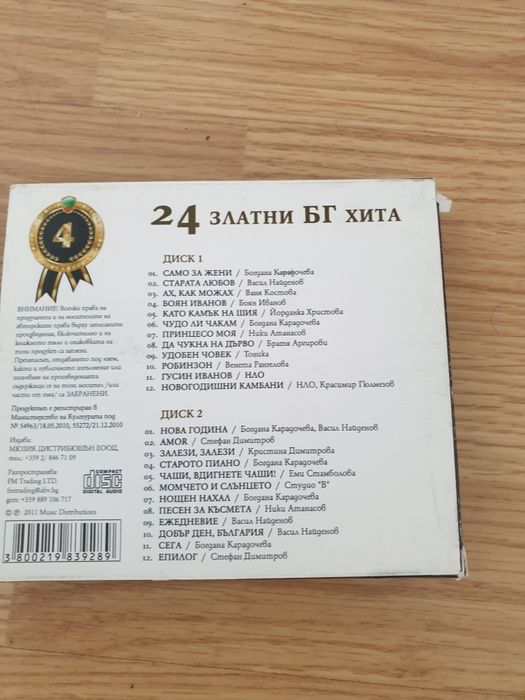 4
24 ЗЛАТНИ БГ ХИТА
ДИСК 1
01. САМО ЗА ЖЕНИ / Богдана Карадочева
02. СТАРАТА ЛЮБОВ / Васил Найденов
03. АХ, КАК МОЖАХ / Ваня Костова
04. БОЯН ИВАНОВ / Боян Иванов
05. КАТО КАМЪК НА ШИЯ / Йорданка Христова
06. ЧУДО ЛИ ЧАКАМ / Богдана Карадочева
07. ПРИНЦЕСО МОЯ / Ники Атанасов
08. ДА ЧУКНА НА ДЪРВО / Братя Аргирови
09. УДОБЕН ЧОВЕК / Тоника
10. РОБИНЗОН / Венета Рангелова
11. ГУСИН ИВАНОВ / НЛО
12. НОВОГОДИШНИ КАМБАНИ / НЛО, Красимир Гюлмезов
ДИСК 2
01. НОВА ГОДИНА / Богдана Карадочева, Васил Найденов
02. AMOR / Стефан Димитров
03. ЗАЛЕЗИ, ЗАЛЕЗИ / Кристина Димитрова
04. СТАРОТО ПИАНО / Богдана Карадочева
05. ЧАШИ, ВДИГНЕТЕ ЧАШИ! / Еми Стамболова
06. МОМЧЕТО И СЛЪНЦЕТО / Студио "В"
07. НОЩЕН НАХАЛ / Богдана Карадочева
08. ПЕСЕН ЗА КЪСМЕТА / Ники Атанасов
09. ЕЖЕДНЕВИЕ / Васил Найденов
10. ДОБЪР ДЕН, БЪЛГАРИЯ / Васил Найденов
11. СЕГА / Богдана Карадочева
12. ЕПИЛОГ / Стефан Димитров
ВНИМАНИЕ! Всички права на
продуцента и на носителите на
авторските права върху записаните
произведения, включително и на
книжното тяло и опаковката на
този продукт са запазени.
Преписът, отдаването под наем,
както и публичното изпълнение или
излъчване на произведенията
съдържащи се на този носител /или
части от тях/ са ЗАБРАНЕНИ.
Продуктът е регистриран в
Министерство на Културата под
№ 54963/18.05.2010, 55272/21.12.2010
Издава:
МЮЗИК ДИСТРИБЮШЪН ЕООД,
тел.: +359 2/ 846 71 09
Разпространява:
FM Trading LTD.
fmtrading@abv.bg
gsm: +359 889 106 717
COMPACT
disc
DIGITAL AUDIO
© ℗ 2011 Music Distributions
3 800219 839289